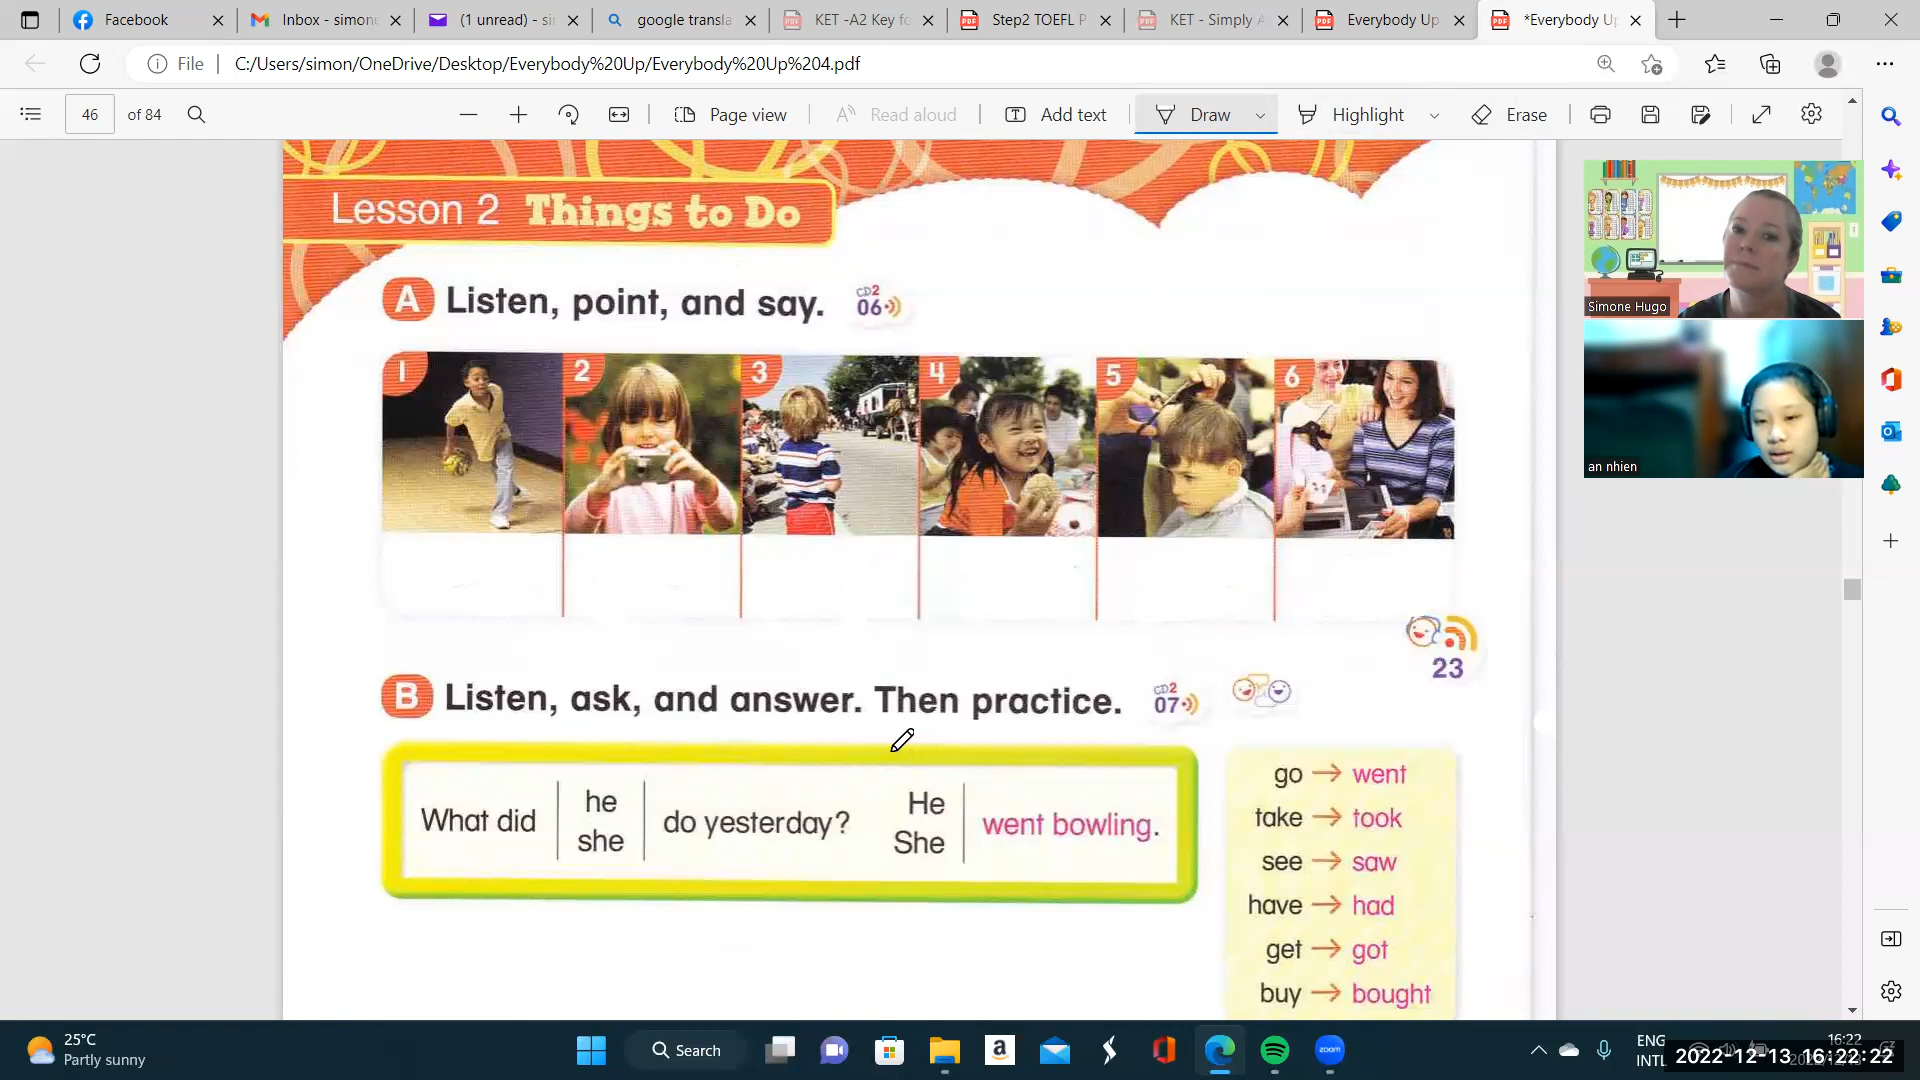 Facebook
Inbox - simon
(1 unread) - si
google transla
KET -A2 Key fo
Step2 TOEFL P
KET - Simply A
Everybody Up
*Everybody Up
File
C:/Users/simon/OneDrive/Desktop/Everybody%20Up/Everybody%20Up%204.pdf
46 of 84
Page view
Read aloud
Add text
Draw
Highlight
Erase
Lesson 2 Things to Do
A Listen, point, and say. CD2 06
1 2 3 4 5 6
23
B Listen, ask, and answer. Then practice. CD2 07
What did he she do yesterday? He She went bowling.
go → went
take → took
see → saw
have → had
get → got
buy → bought
Simone Hugo
an nhien
25°C
Partly sunny
Search
zoom
ENG
INTL
16:22
2022-12-13 16:22:22